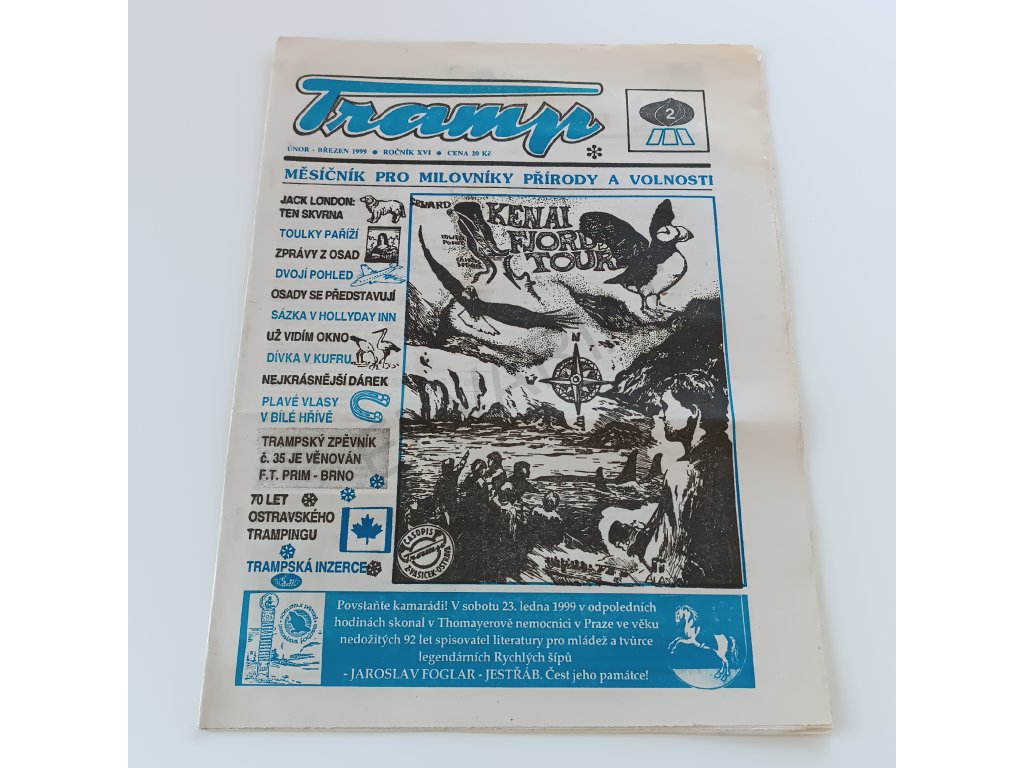 Tramp
2
ÚNOR - BŘEZEN 1999 ● ROČNÍK XVI ● CENA 20 Kč
MĚSÍČNÍK PRO MILOVNÍKY PŘÍRODY A VOLNOSTI
JACK LONDON:
TEN SKVRNA
TOULKY PAŘÍŽÍ
ZPRÁVY Z OSAD
DVOJÍ POHLED
OSADY SE PŘEDSTAVUJÍ
SÁZKA V HOLLYDAY INN
UŽ VIDÍM OKNO
DÍVKA V KUFRU
NEJKRÁSNĚJŠÍ DÁREK
PLAVÉ VLASY
V BÍLÉ HŘÍVĚ
TRAMPSKÝ ZPĚVNÍK
č. 35 JE VĚNOVÁN
F.T. PRIM - BRNO
70 LET
OSTRAVSKÉHO
TRAMPINGU
TRAMPSKÁ INZERCE
KENAI
FJORDS
TOUR
N
ČASOPIS
Tramp
Z-VAŠÍČEK-OSTRAVA
Povstaňte kamarádi! V sobotu 23. ledna 1999 v odpoledních
hodinách skonal v Thomayerově nemocnici v Praze ve věku
nedožitých 92 let spisovatel literatury pro mládež a tvůrce
legendárních Rychlých šípů
- JAROSLAV FOGLAR - JESTŘÁB. Čest jeho památce!